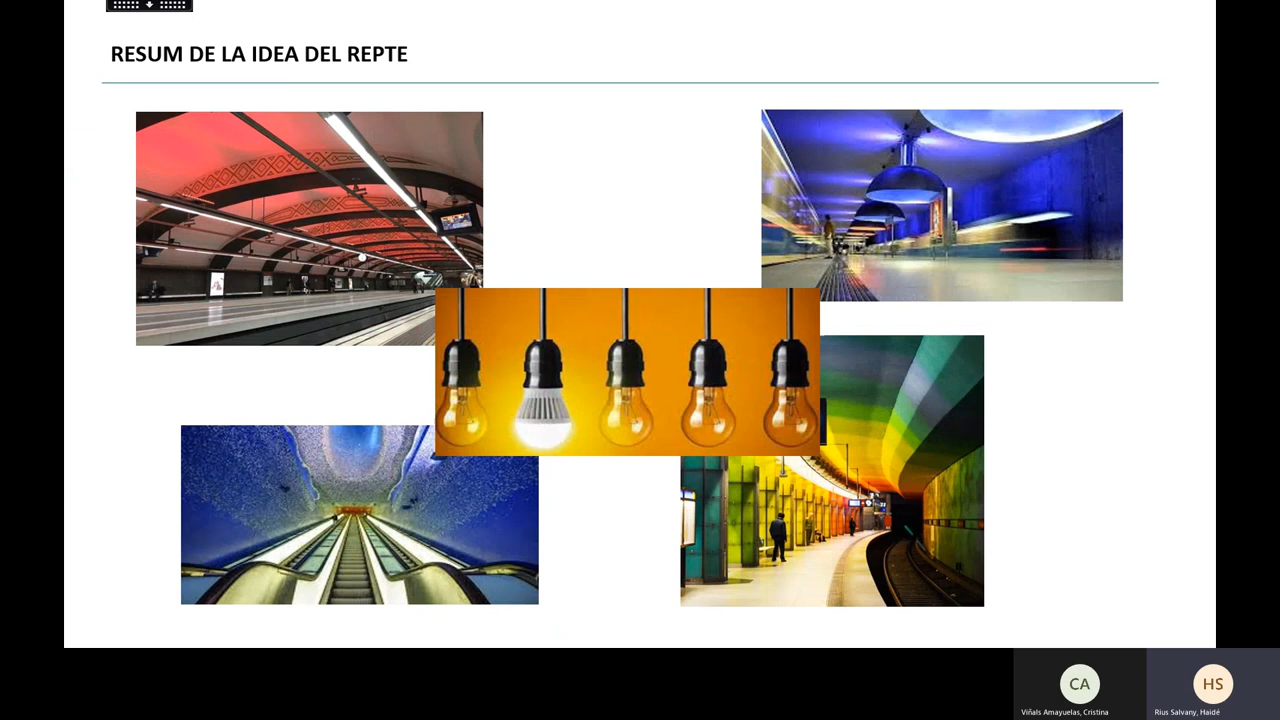 RESUM DE LA IDEA DEL REPTE
CA
HS
Viñals Amayuelas, Cristina
Rius Salvany, Haidé